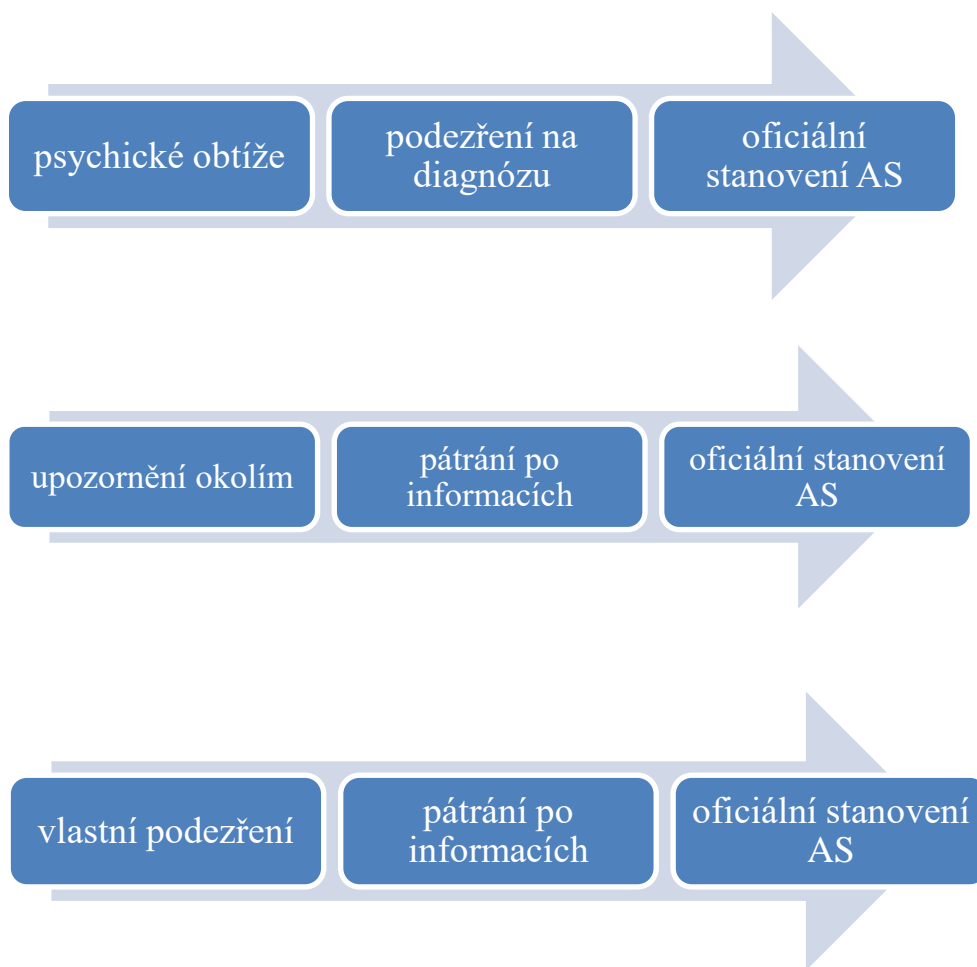 psychické obtíže
podezření na
diagnózu
oficiální
stanovení AS
upozornění okolím
pátrání po
informacích
oficiální stanovení
AS
vlastní podezření
pátrání po
informacích
oficiální stanovení
AS